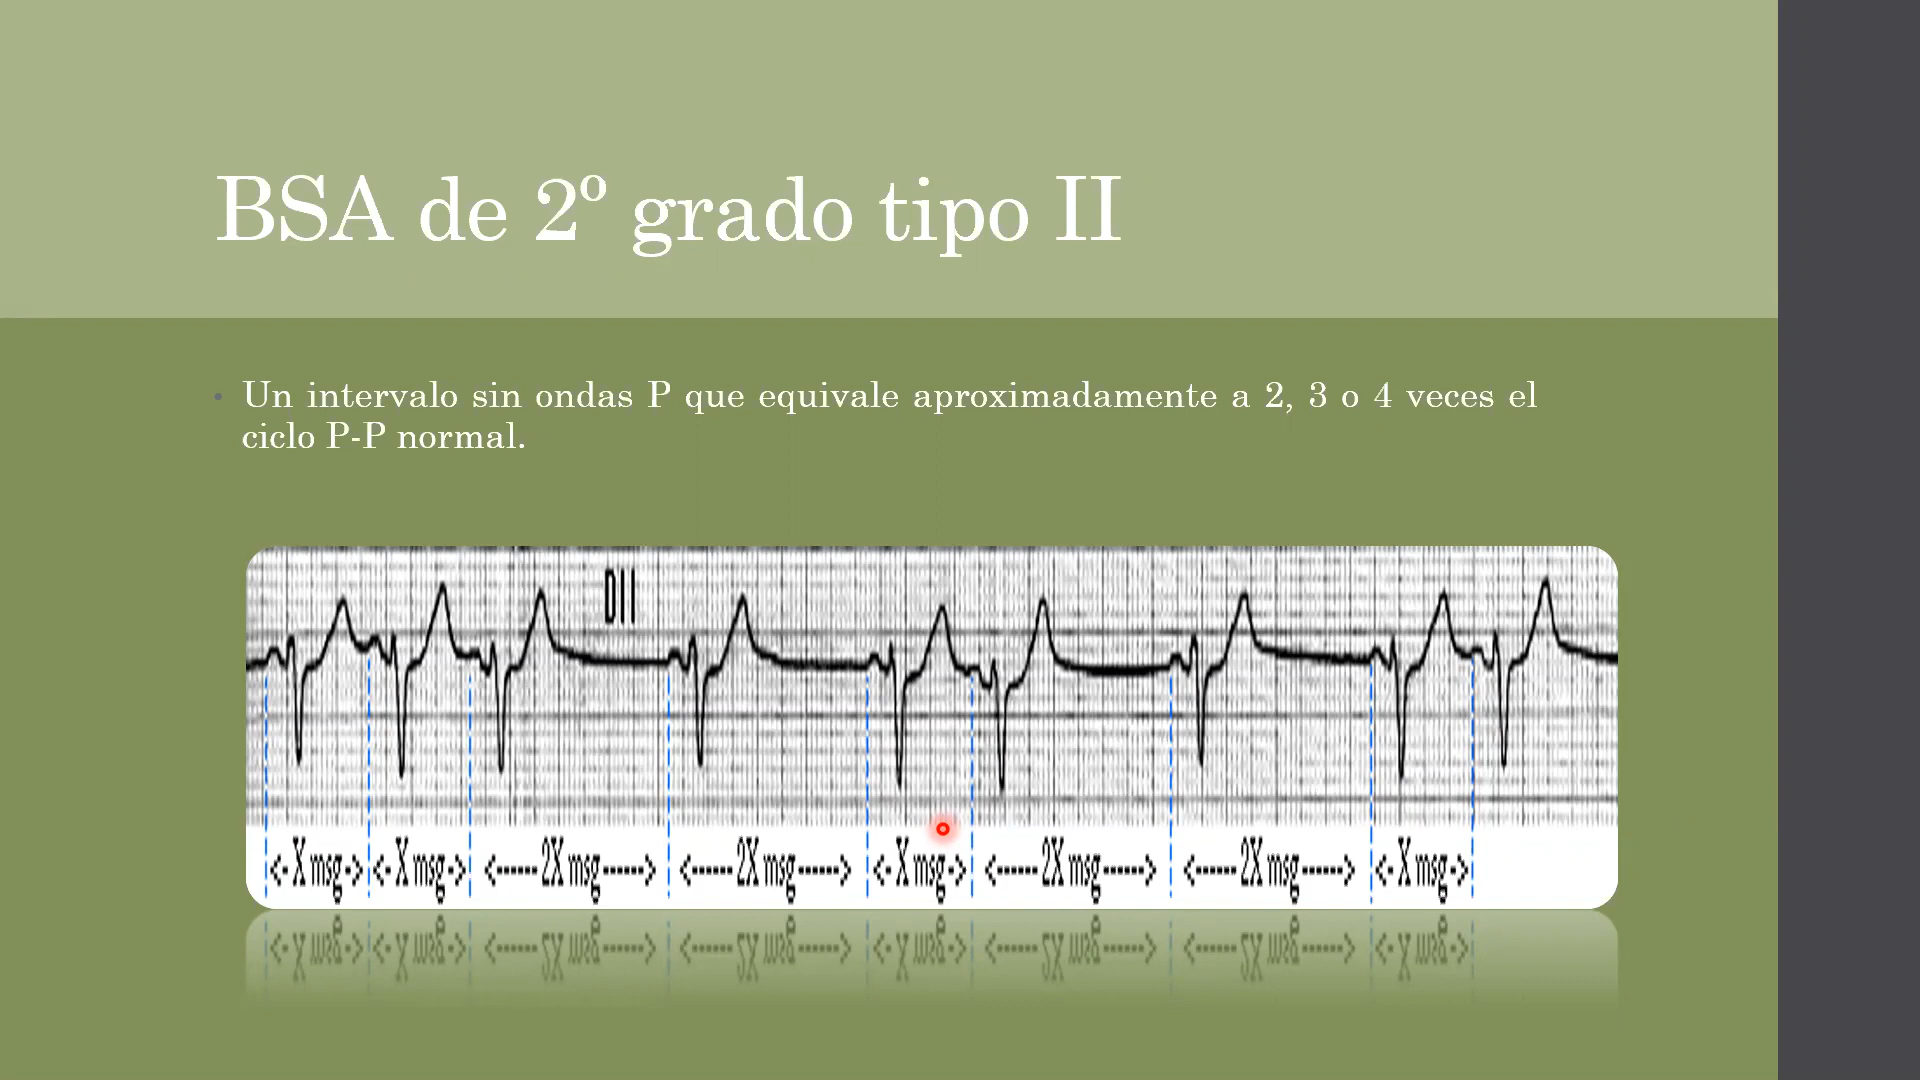 BSA de 2º grado tipo II
• Un intervalo sin ondas P que equivale aproximadamente a 2, 3 o 4 veces el
ciclo P-P normal.
DII
<- X msg -> <- X msg -> <----- 2X msg -----> <----- 2X msg -----> <- X msg -> <----- 2X msg -----> <----- 2X msg -----> <- X msg ->